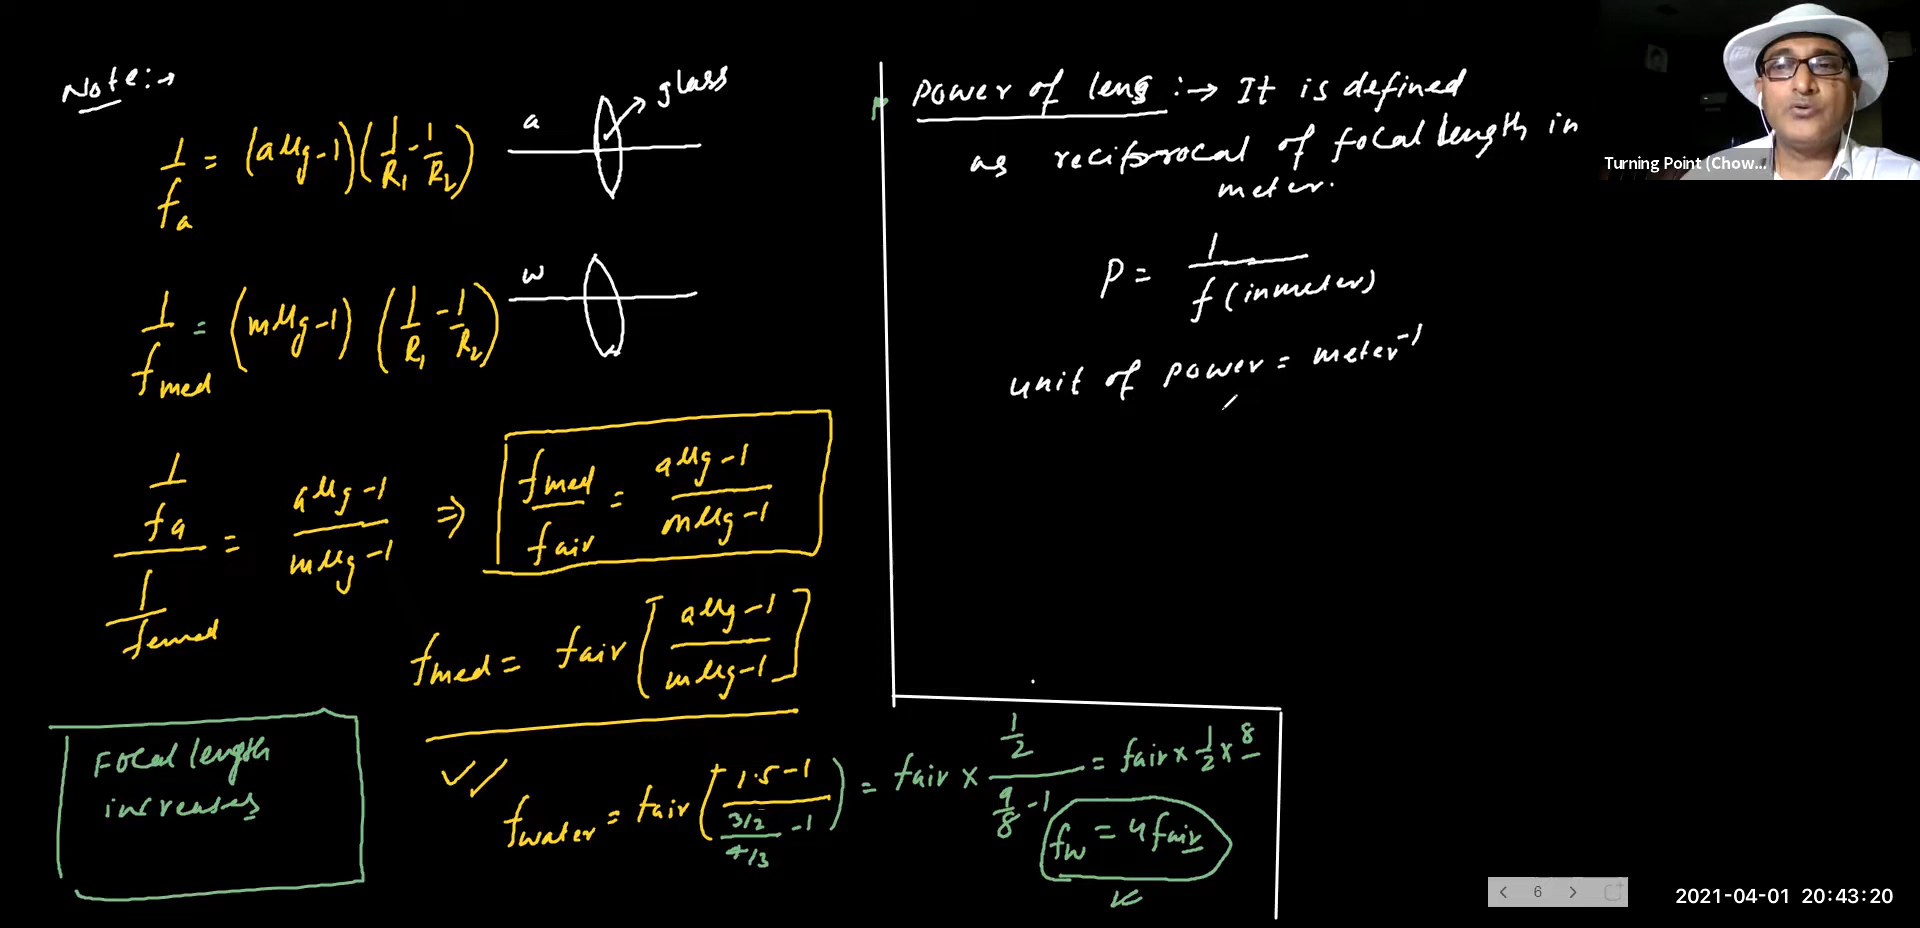 Note:→
1/fa = (aμg-1)(1/R1 - 1/R2)
a
glass
1/fmed = (mμg-1) (1/R1 - 1/R2)
w
1/fa / 1/femed = aμg-1 / mμg-1 ⇒ fmed/fair = aμg-1 / mμg-1
fmed = fair [aμg-1 / mμg-1]
Focal length
increases
✓✓
fwater = fair (1.5-1 / (3/2 / 4/3 - 1)) = fair × 1/2 / (9/8 - 1) = fair × 1/2 × 8
fw = 4fair
Power of lens :→ It is defined
as reciprocal of focal length in
meter.
P = 1 / f (in meter)
unit of power = meter⁻¹
Turning Point (Chow...
6
2021-04-01 20:43:20